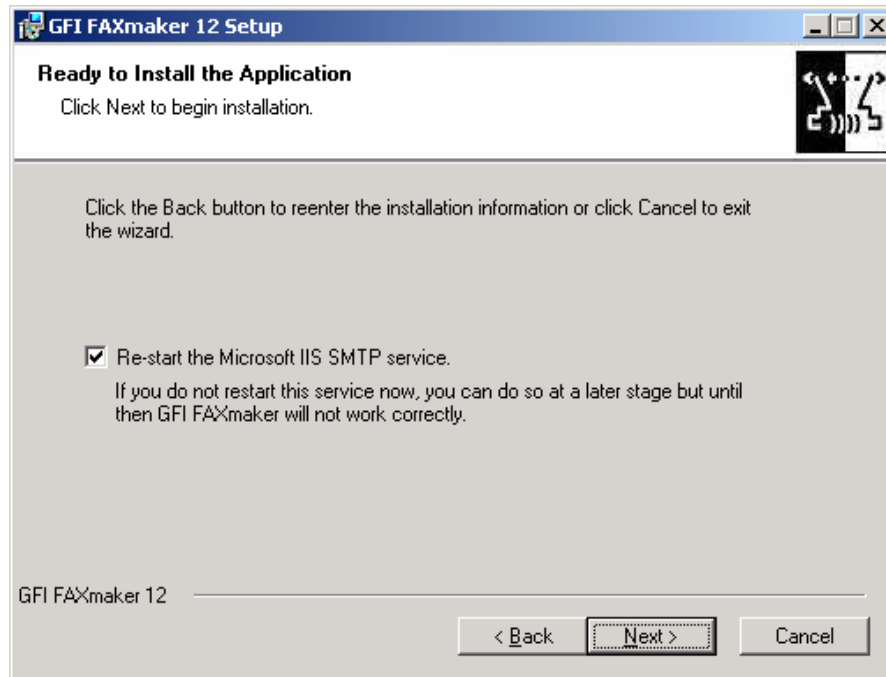 GFI FAXmaker 12 Setup
Ready to Install the Application
Click Next to begin installation.
Click the Back button to reenter the installation information or click Cancel to exit
the wizard.
Re-start the Microsoft IIS SMTP service.
If you do not restart this service now, you can do so at a later stage but until
then GFI FAXmaker will not work correctly.
GFI FAXmaker 12
< Back Next > Cancel